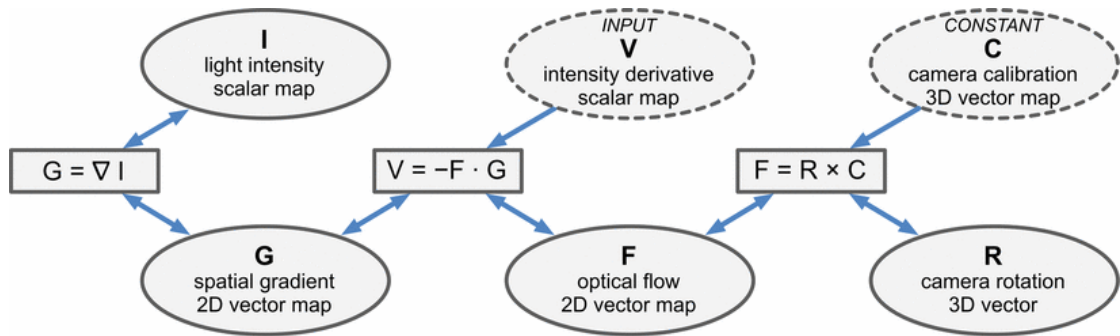 I
light intensity
scalar map
INPUT
V
intensity derivative
scalar map
CONSTANT
C
camera calibration
3D vector map
G = ∇ I
V = −F · G
F = R × C
G
spatial gradient
2D vector map
F
optical flow
2D vector map
R
camera rotation
3D vector